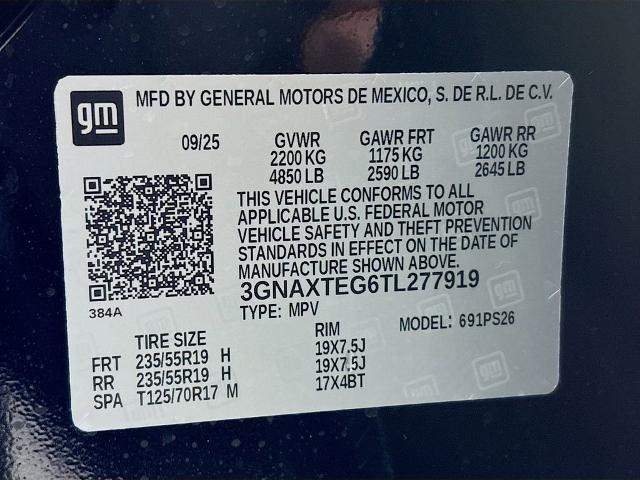 gm
MFD BY GENERAL MOTORS DE MEXICO, S. DE R.L. DE C.V.
09/25 GVWR GAWR FRT GAWR RR
2200 KG 1175 KG 1200 KG
4850 LB 2590 LB 2645 LB
THIS VEHICLE CONFORMS TO ALL
APPLICABLE U.S. FEDERAL MOTOR
VEHICLE SAFETY AND THEFT PREVENTION
STANDARDS IN EFFECT ON THE DATE OF
MANUFACTURE SHOWN ABOVE.
3GNAXTEG6TL277919
384A
TYPE: MPV MODEL: 691PS26
TIRE SIZE RIM
FRT 235/55R19 H 19X7.5J
RR 235/55R19 H 19X7.5J
SPA T125/70R17 M 17X4BT